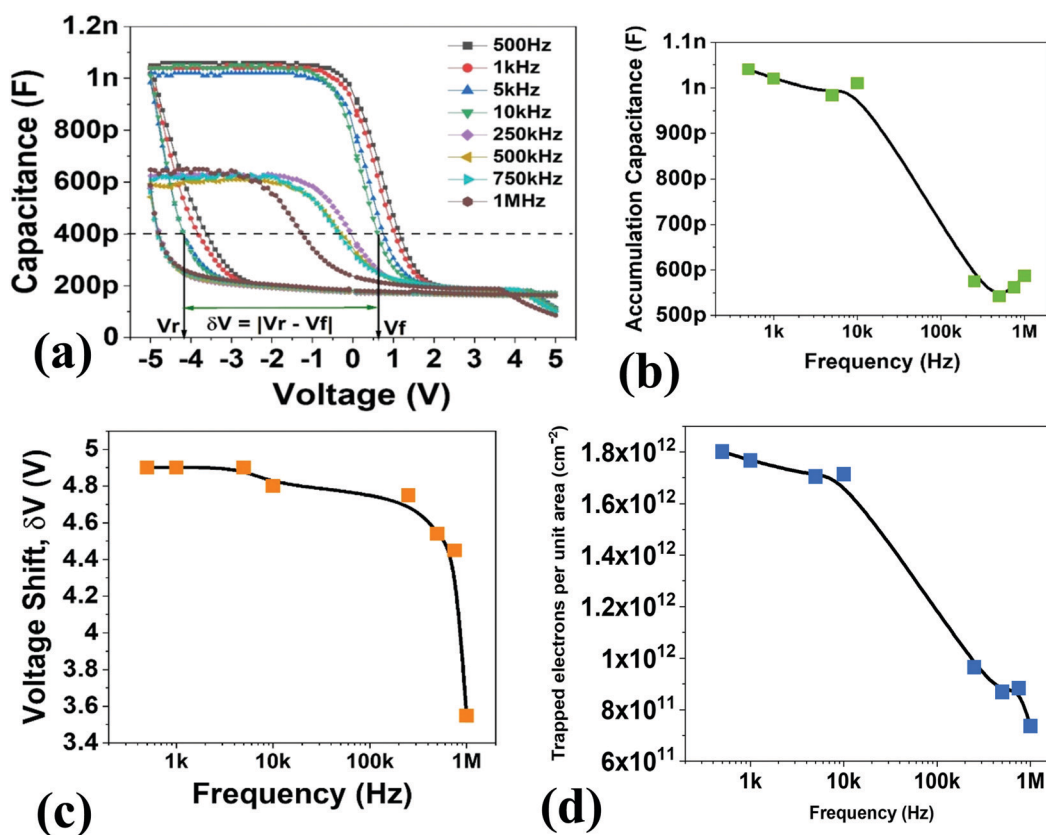 1.2n
1n
800p
600p
400p
200p
0
Capacitance (F)
500Hz
1kHz
5kHz
10kHz
250kHz
500kHz
750kHz
1MHz
Vr
δV = |Vr - Vf|
Vf
-5 -4 -3 -2 -1 0 1 2 3 4 5
Voltage (V)
(a)
1.1n
1n
900p
800p
700p
600p
500p
Accumulation Capacitance (F)
1k 10k 100k 1M
Frequency (Hz)
(b)
5
4.8
4.6
4.4
4.2
4
3.8
3.6
3.4
Voltage Shift, δV (V)
1k 10k 100k 1M
Frequency (Hz)
(c)
1.8x10¹²
1.6x10¹²
1.4x10¹²
1.2x10¹²
1x10¹²
8x10¹¹
6x10¹¹
Trapped electrons per unit area (cm⁻²)
1k 10k 100k 1M
Frequency (Hz)
(d)